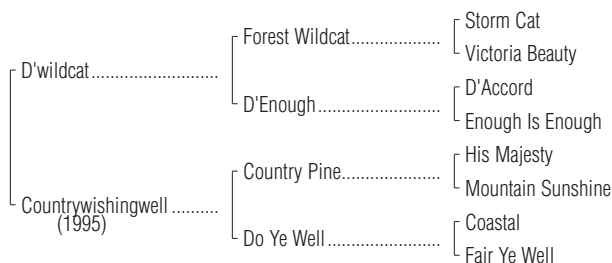 Storm Cat
Forest Wildcat
Victoria Beauty
D'wildcat
D'Accord
D'Enough
Enough Is Enough
His Majesty
Country Pine
Mountain Sunshine
Countrywishingwell
(1995)
Coastal
Do Ye Well
Fair Ye Well